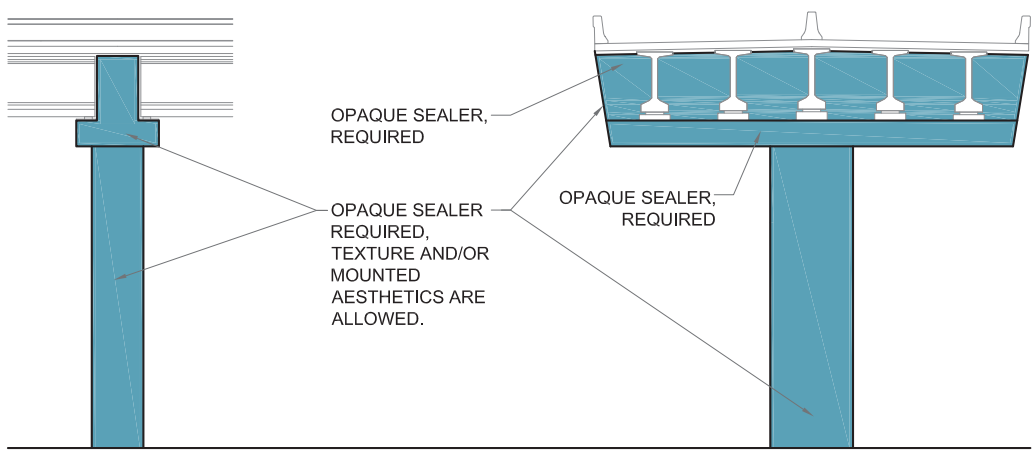 OPAQUE SEALER,
REQUIRED
OPAQUE SEALER
REQUIRED,
TEXTURE AND/OR
MOUNTED
AESTHETICS ARE
ALLOWED.
OPAQUE SEALER,
REQUIRED